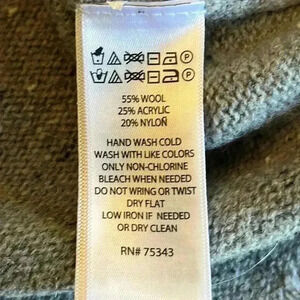 55% WOOL
25% ACRYLIC
20% NYLON
HAND WASH COLD
WASH WITH LIKE COLORS
ONLY NON-CHLORINE
BLEACH WHEN NEEDED
DO NOT WRING OR TWIST
DRY FLAT
LOW IRON IF NEEDED
OR DRY CLEAN
RN# 75343